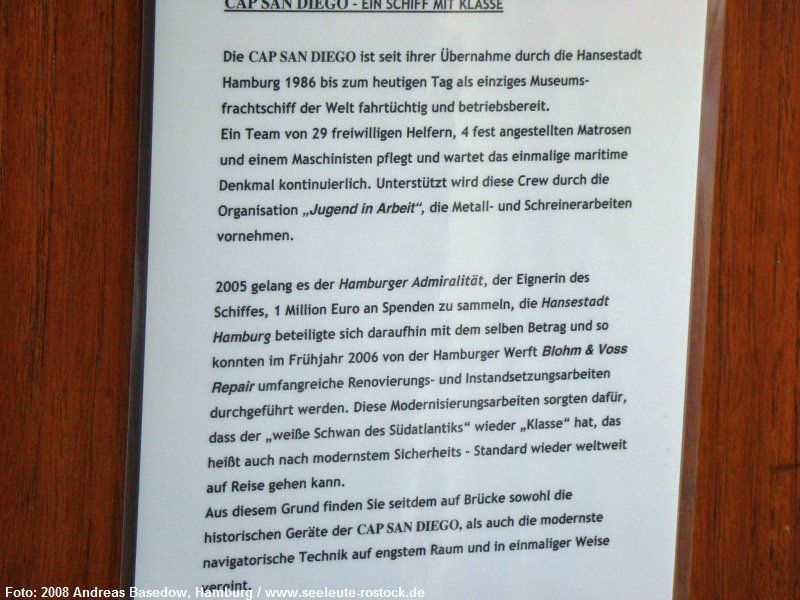 CAP SAN DIEGO - EIN SCHIFF MIT KLASSE
Die CAP SAN DIEGO ist seit ihrer Übernahme durch die Hansestadt
Hamburg 1986 bis zum heutigen Tag als einziges Museums-
frachtschiff der Welt fahrtüchtig und betriebsbereit.
Ein Team von 29 freiwilligen Helfern, 4 fest angestellten Matrosen
und einem Maschinisten pflegt und wartet das einmalige maritime
Denkmal kontinuierlich. Unterstützt wird diese Crew durch die
Organisation „Jugend in Arbeit“, die Metall- und Schreinerarbeiten
vornehmen.
2005 gelang es der Hamburger Admiralität, der Eignerin des
Schiffes, 1 Million Euro an Spenden zu sammeln, die Hansestadt
Hamburg beteiligte sich daraufhin mit dem selben Betrag und so
konnten im Frühjahr 2006 von der Hamburger Werft Blohm & Voss
Repair umfangreiche Renovierungs- und Instandsetzungsarbeiten
durchgeführt werden. Diese Modernisierungsarbeiten sorgten dafür,
dass der „weiße Schwan des Südatlantiks“ wieder „Klasse“ hat, das
heißt auch nach modernstem Sicherheits - Standard wieder weltweit
auf Reise gehen kann.
Aus diesem Grund finden Sie seitdem auf Brücke sowohl die
historischen Geräte der CAP SAN DIEGO, als auch die modernste
navigatorische Technik auf engstem Raum und in einmaliger Weise
vereint.
Foto: 2008 Andreas Basedow, Hamburg / www.seeleute-rostock.de